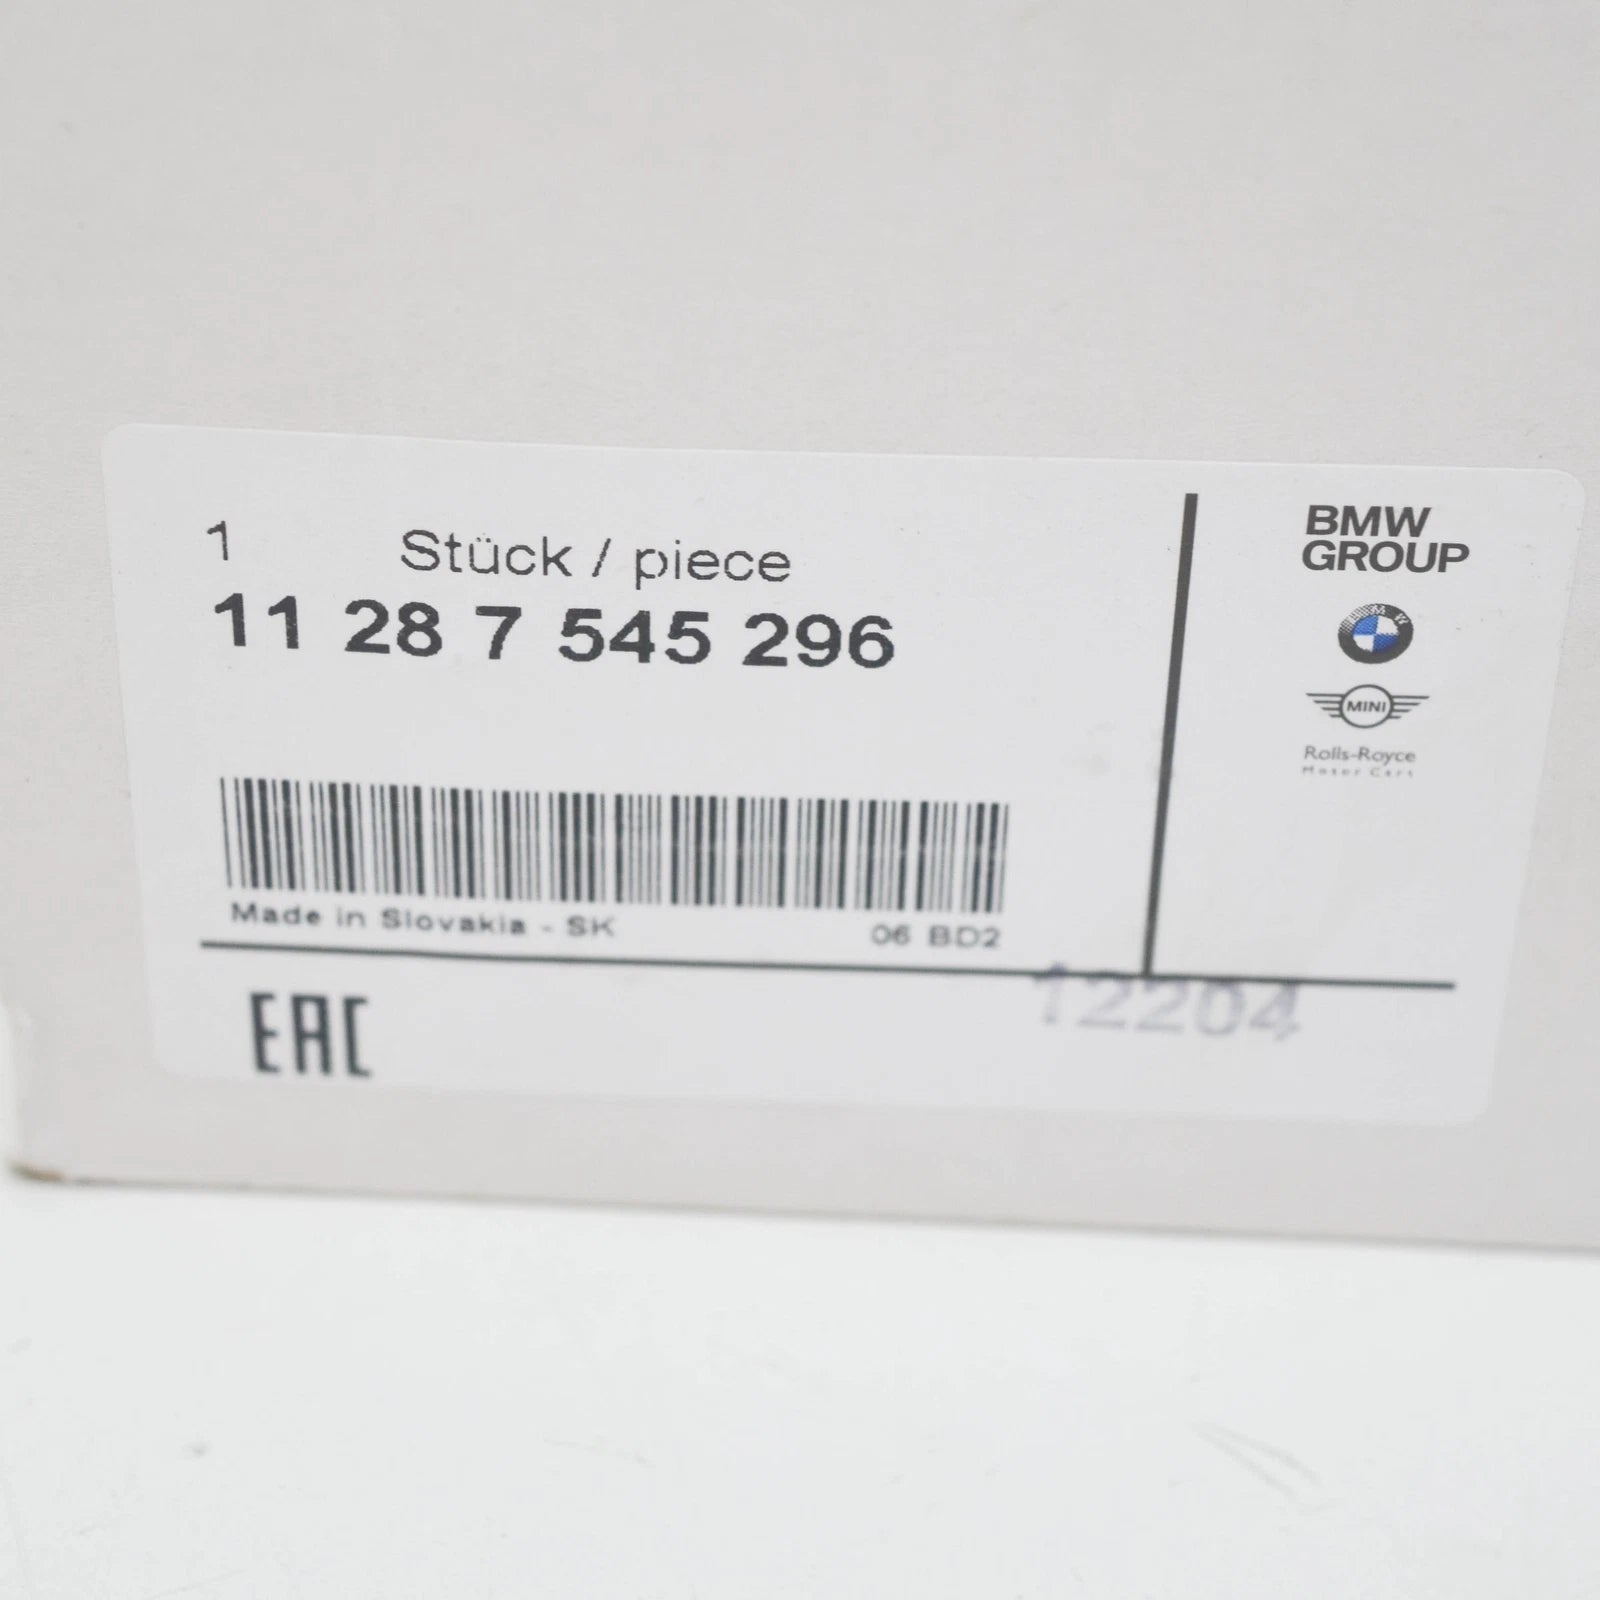 1 Stück / piece
11 28 7 545 296
Made in Slovakia - SK 06 BD2
EAC
12204
BMW
GROUP
BMW
MINI
Rolls-Royce
Motor Cars